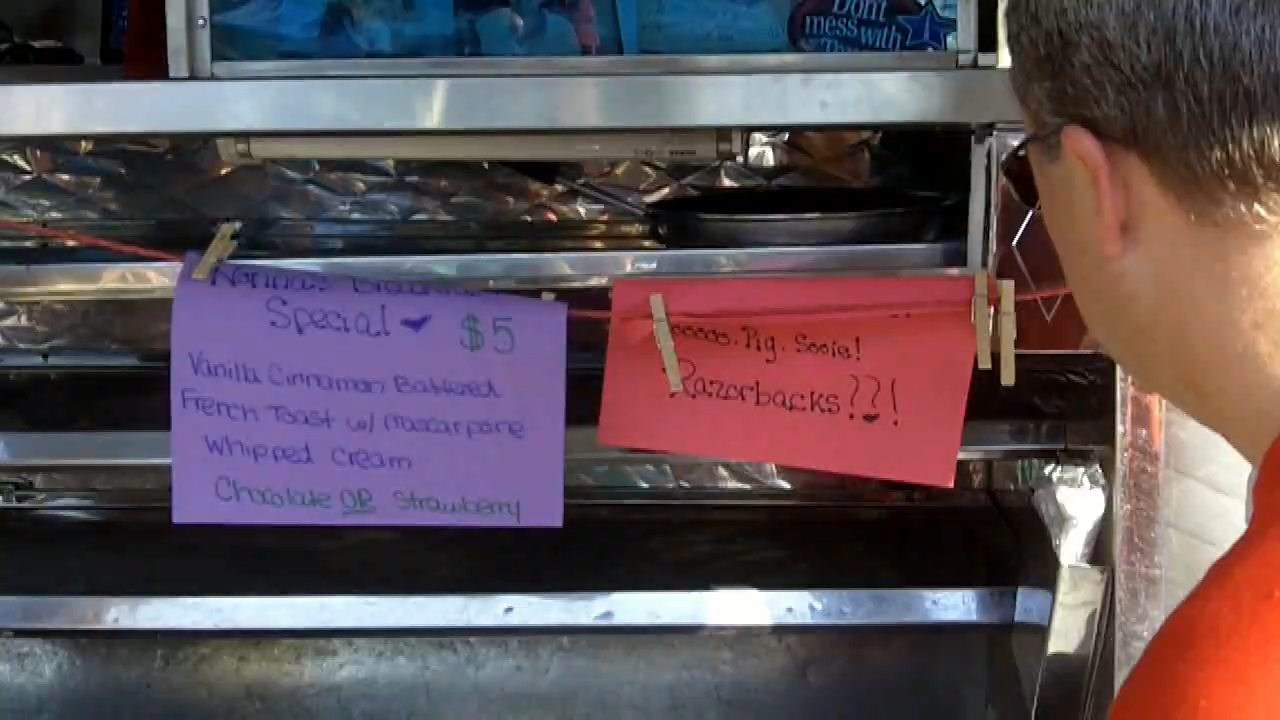 Don't
mess with
Special $5
Vanilla Cinnamon Battered
French Toast w/ mascarpone
Whipped Cream
Chocolate OR Strawberry
ooooo. Pig. Sooie!
Razorbacks??!